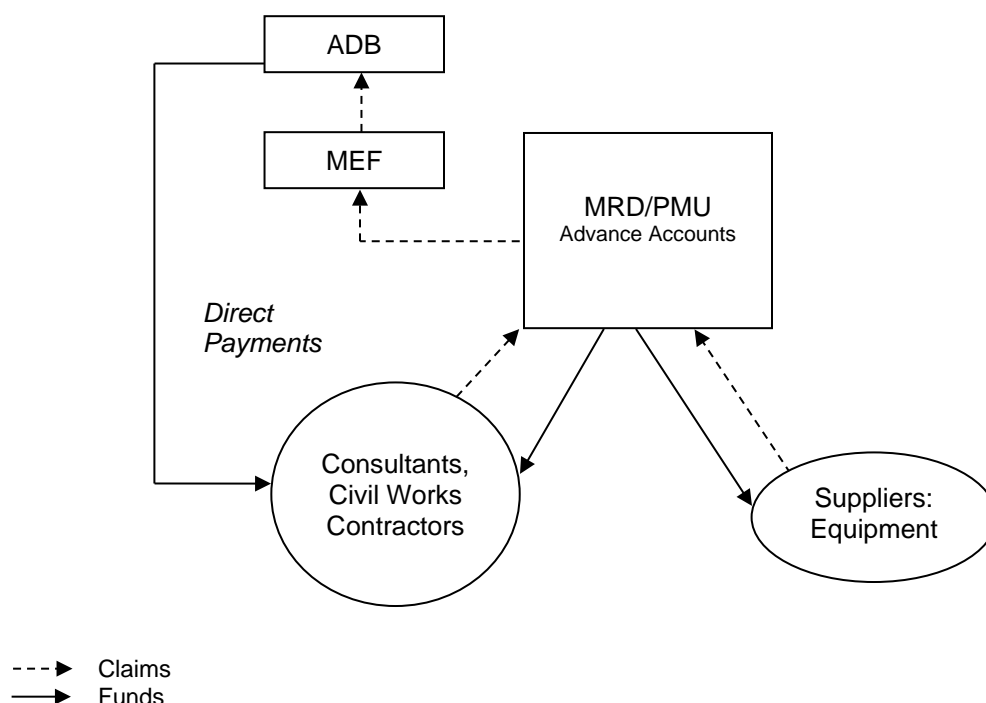 ADB
MEF
MRD/PMU
Advance Accounts
Direct
Payments
Consultants,
Civil Works
Contractors
Suppliers:
Equipment
Claims
Funds